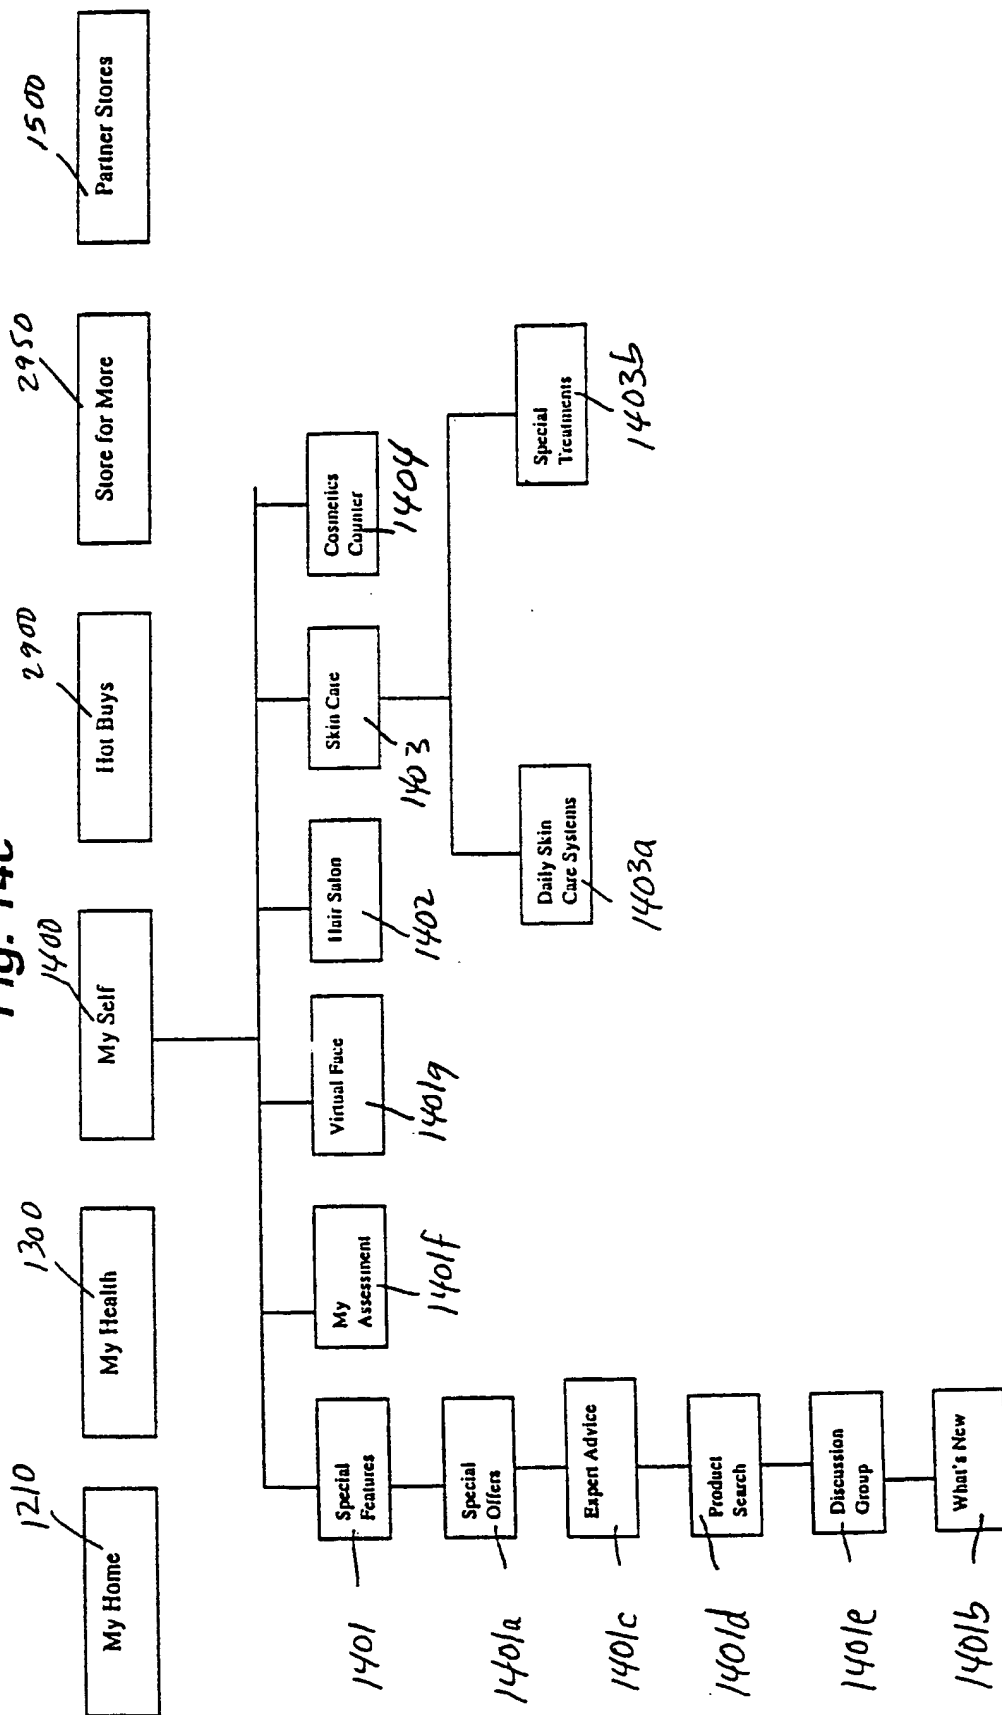 Fig. 14c
1210
My Home
1300
My Health
1400
My Self
2900
Hot Buys
2950
Store for More
1500
Partner Stores
Special
Features
1401
My
Assessment
1401f
Virtual Face
1401g
Hair Salon
1402
Skin Care
1403
Cosmetics
Counter
1404
Special
Offers
1401a
Expert Advice
1401c
Product
Search
1401d
Discussion
Group
1401e
What's New
1401b
Daily Skin
Care Systems
1403a
Special
Treatments
1403b